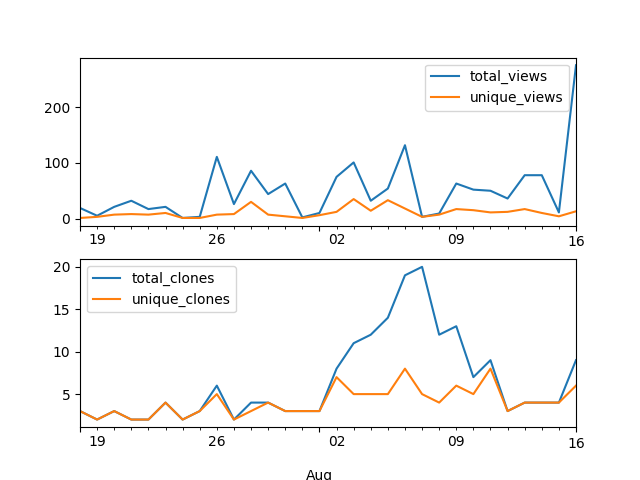 total_views
unique_views
200
100
0
19 26 02 09 16
total_clones
unique_clones
20
15
10
5
19 26 02 09 16
Aug